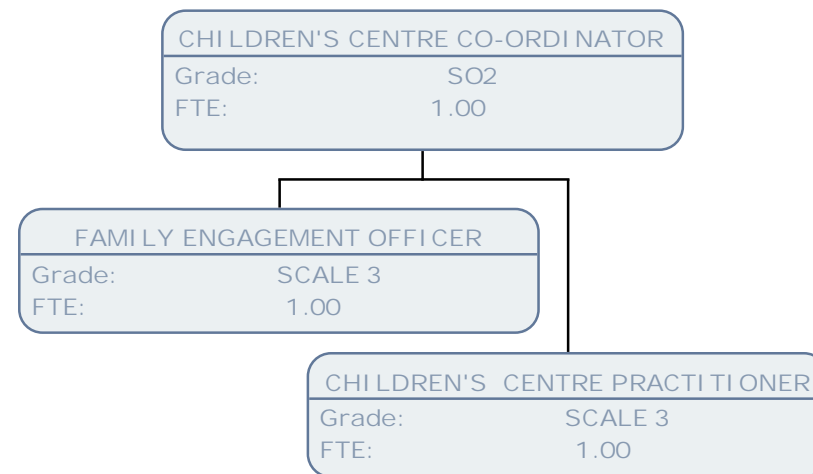 CHILDREN'S CENTRE CO-ORDINATOR
Grade: SO2
FTE: 1.00
FAMILY ENGAGEMENT OFFICER
Grade: SCALE 3
FTE: 1.00
CHILDREN'S CENTRE PRACTITIONER
Grade: SCALE 3
FTE: 1.00